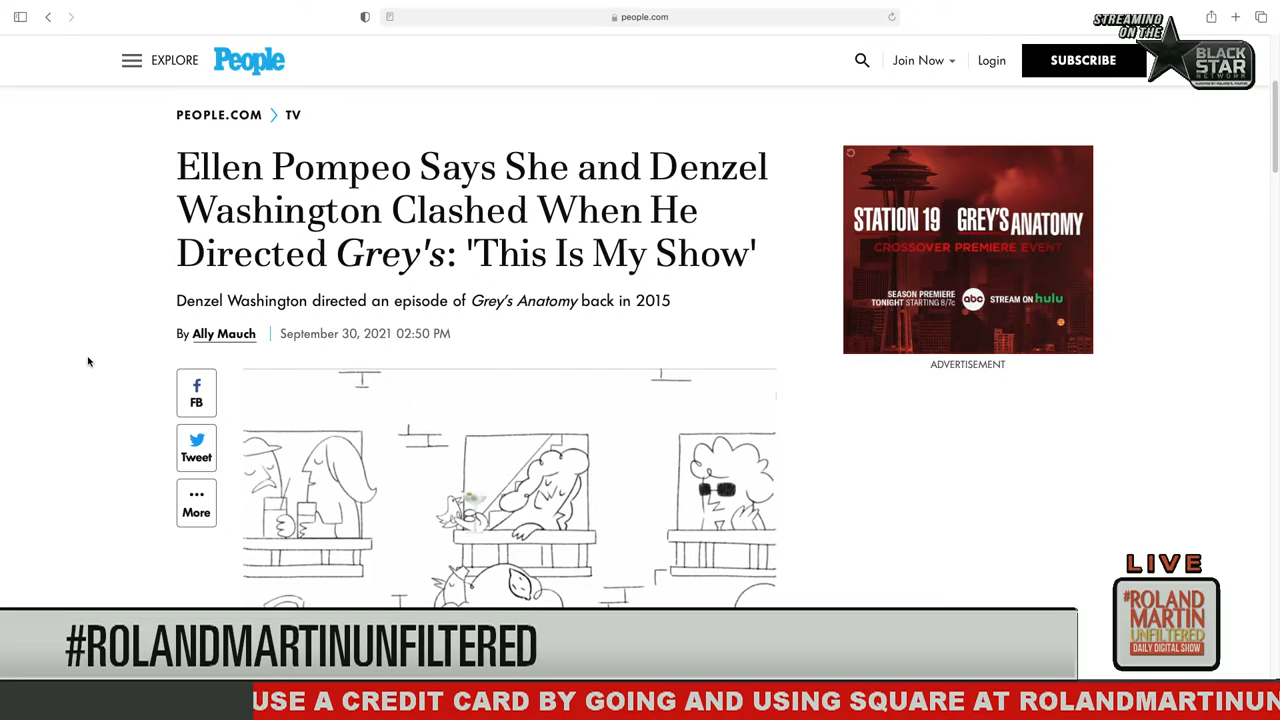 people.com
STREAMING
ON THE
BLACK
STAR
NETWORK
EXPLORE
People
Join Now
Login
SUBSCRIBE
PEOPLE.COM > TV
Ellen Pompeo Says She and Denzel
Washington Clashed When He
Directed Grey's: 'This Is My Show'
Denzel Washington directed an episode of Grey's Anatomy back in 2015
By Ally Mauch
September 30, 2021 02:50 PM
STATION 19 GREY'S ANATOMY
CROSSOVER PREMIERE EVENT
SEASON PREMIERE
TONIGHT STARTING 8/7c
abc
STREAM ON hulu
ADVERTISEMENT
FB
Tweet
More
LIVE
#ROLAND
MARTIN
UNFILTERED
DAILY DIGITAL SHOW
#ROLANDMARTINUNFILTERED
USE A CREDIT CARD BY GOING AND USING SQUARE AT ROLANDMARTINUN